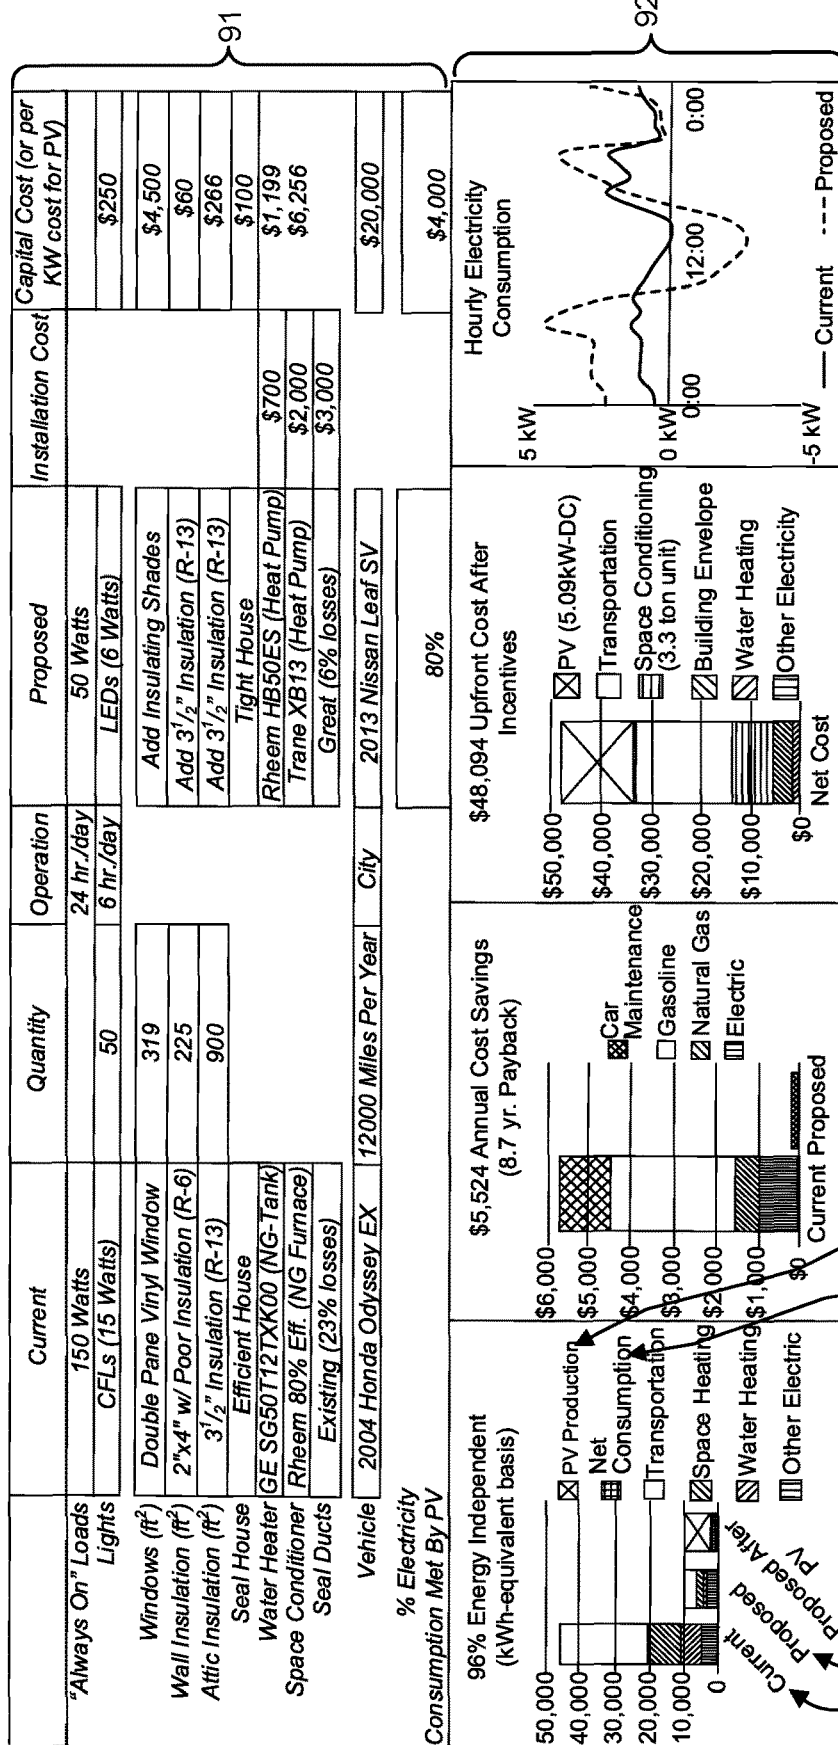 Current Quantity Operation Proposed Installation Cost Capital Cost (or per
KW cost for PV)
"Always On" Loads 150 Watts 24 hr./day 50 Watts
Lights CFLs (15 Watts) 50 6 hr./day LEDs (6 Watts) $250
Windows (ft²) Double Pane Vinyl Window 319 Add Insulating Shades $4,500
Wall Insulation (ft²) 2"x4" w/ Poor Insulation (R-6) 225 Add 3¹/₂" Insulation (R-13) $60
Attic Insulation (ft²) 3¹/₂" Insulation (R-13) 900 Add 3¹/₂" Insulation (R-13) $266
Seal House Efficient House Tight House $100
Water Heater GE SG50T12TXK00 (NG-Tank) Rheem HB50ES (Heat Pump) $700 $1,199
Space Conditioner Rheem 80% Eff. (NG Furnace) Trane XB13 (Heat Pump) $2,000 $6,256
Seal Ducts Existing (23% losses) Great (6% losses) $3,000
Vehicle 2004 Honda Odyssey EX 12000 Miles Per Year City 2013 Nissan Leaf SV $20,000
% Electricity
Consumption Met By PV 80% $4,000
91
96% Energy Independent
(kWh-equivalent basis)
50,000
40,000
30,000
20,000
10,000
0
Current
Proposed
Proposed After
PV
PV Production
Net
Consumption
Transportation
Space Heating
Water Heating
Other Electric
$5,524 Annual Cost Savings
(8.7 yr. Payback)
$6,000
$5,000
$4,000
$3,000
$2,000
$1,000
$0
Current Proposed
Car
Maintenance
Gasoline
Natural Gas
Electric
$48,094 Upfront Cost After
Incentives
$50,000
$40,000
$30,000
$20,000
$10,000
$0
Net Cost
PV (5.09kW-DC)
Transportation
Space Conditioning
(3.3 ton unit)
Building Envelope
Water Heating
Other Electricity
Hourly Electricity
Consumption
5 kW
0 kW
-5 kW
0:00 12:00 0:00
Current Proposed
92